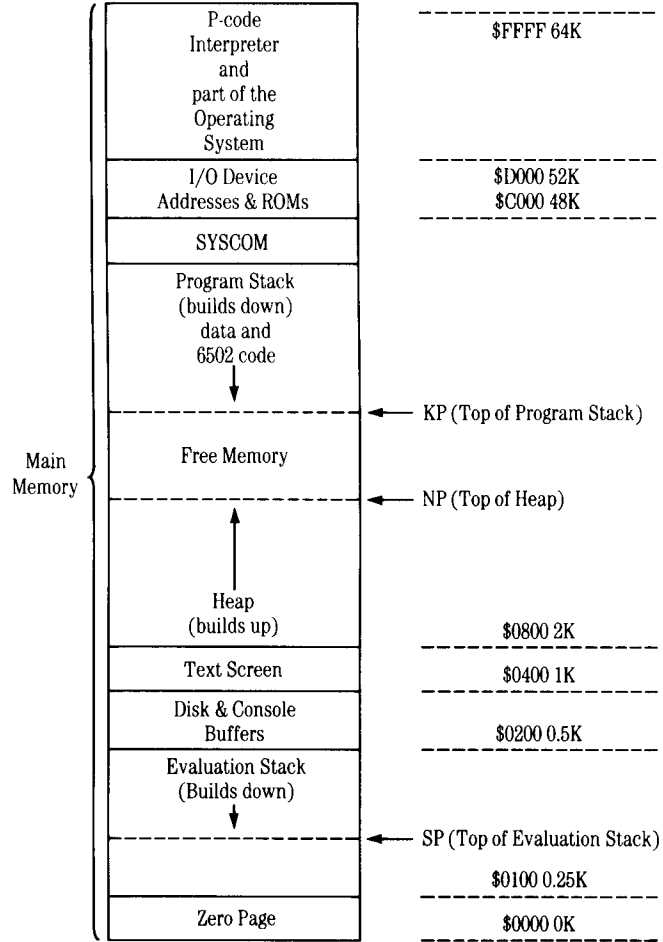 P-code
Interpreter
and
part of the
Operating
System
$FFFF 64K
I/O Device
Addresses & ROMs
$D000 52K
$C000 48K
SYSCOM
Program Stack
(builds down)
data and
6502 code
KP (Top of Program Stack)
Main
Memory
Free Memory
NP (Top of Heap)
Heap
(builds up)
$0800 2K
Text Screen
$0400 1K
Disk & Console
Buffers
$0200 0.5K
Evaluation Stack
(Builds down)
SP (Top of Evaluation Stack)
$0100 0.25K
Zero Page
$0000 0K